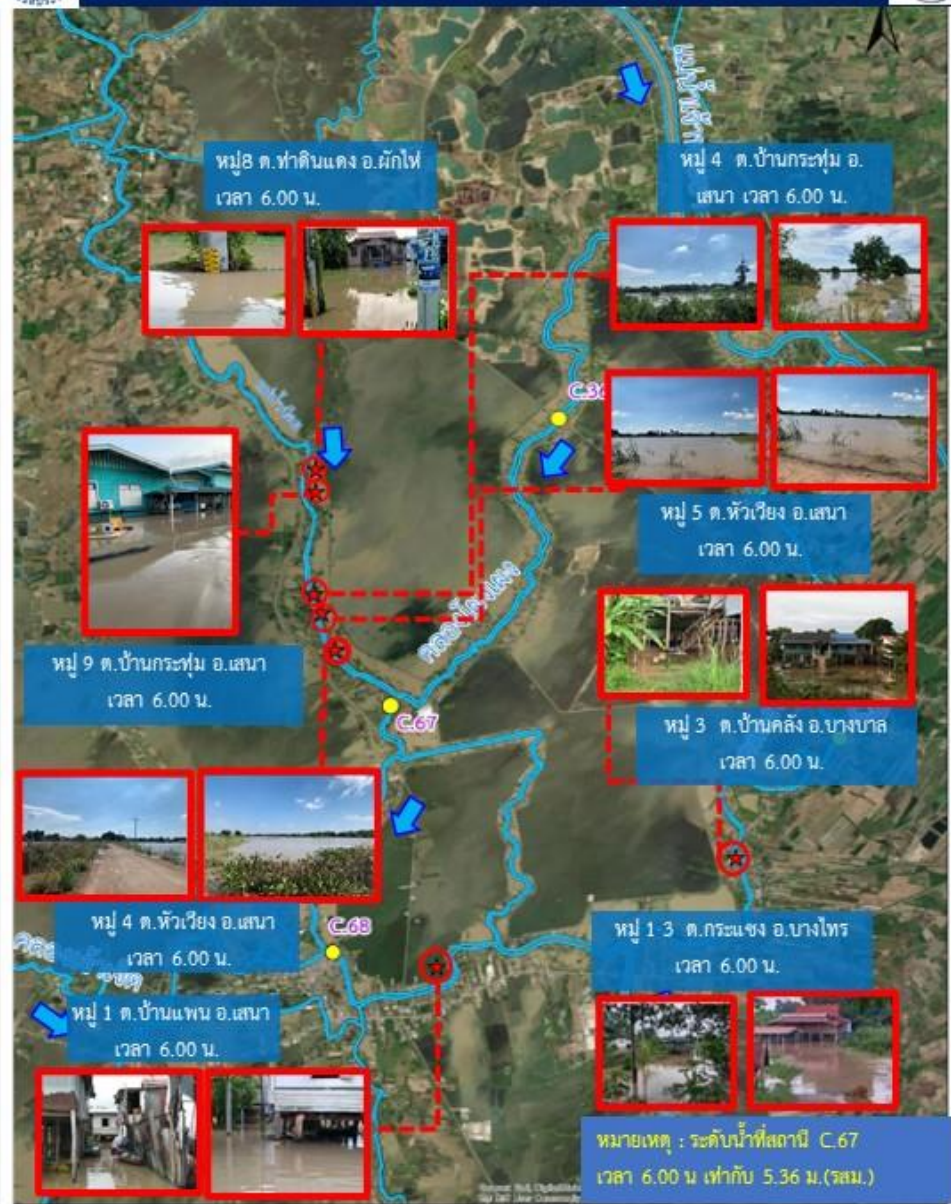 หมู่8 ต.ท่าดินแดง อ.ผักไห่
เวลา 6.00 น.
หมู่ 4 ต.บ้านกระทุ่ม อ.
เสนา เวลา 6.00 น.
C.36
หมู่ 5 ต.หัวเวียง อ.เสนา
เวลา 6.00 น.
คลองโผงเผง
หมู่ 9 ต.บ้านกระทุ่ม อ.เสนา
เวลา 6.00 น.
C.67
หมู่ 3 ต.บ้านคลัง อ.บางบาล
เวลา 6.00 น.
หมู่ 4 ต.หัวเวียง อ.เสนา
เวลา 6.00 น.
C.68
หมู่ 1-3 ต.กระแชง อ.บางไทร
เวลา 6.00 น.
หมู่ 1 ต.บ้านแพน อ.เสนา
เวลา 6.00 น.
หมายเหตุ : ระดับน้ำที่สถานี C.67
เวลา 6.00 น เท่ากับ 5.36 ม.(รสม.)